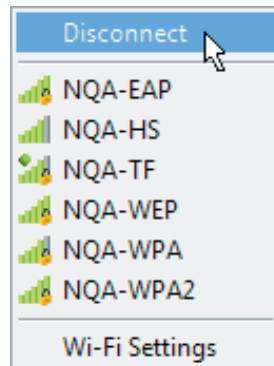 Disconnect
NQA-EAP
NQA-HS
NQA-TF
NQA-WEP
NQA-WPA
NQA-WPA2
Wi-Fi Settings